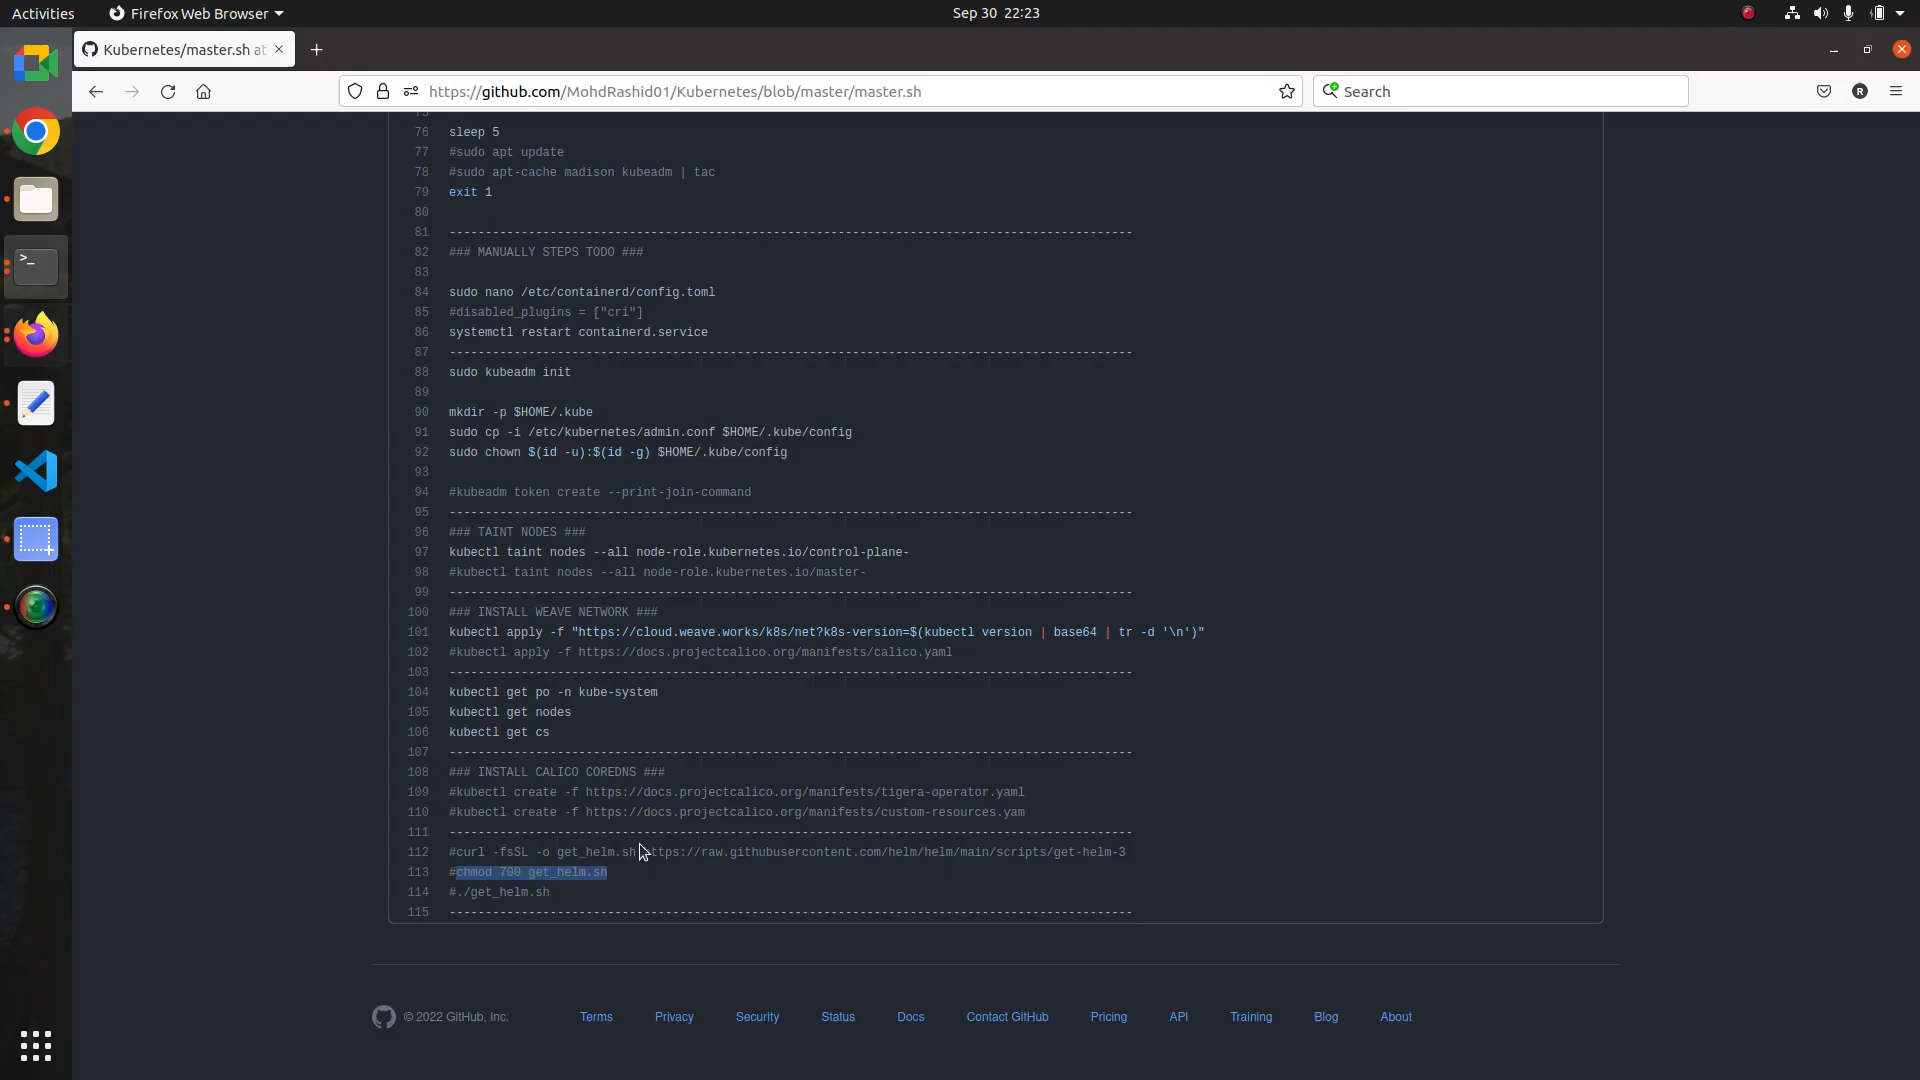 Activities
Firefox Web Browser
Sep 30 22:23
Kubernetes/master.sh at
https://github.com/MohdRashid01/Kubernetes/blob/master/master.sh
Search
R
75
76 sleep 5
77 #sudo apt update
78 #sudo apt-cache madison kubeadm | tac
79 exit 1
80
81 -----------------------------------------------------------------------------------------------
82 ### MANUALLY STEPS TODO ###
83
84 sudo nano /etc/containerd/config.toml
85 #disabled_plugins = ["cri"]
86 systemctl restart containerd.service
87 -----------------------------------------------------------------------------------------------
88 sudo kubeadm init
89
90 mkdir -p $HOME/.kube
91 sudo cp -i /etc/kubernetes/admin.conf $HOME/.kube/config
92 sudo chown $(id -u):$(id -g) $HOME/.kube/config
93
94 #kubeadm token create --print-join-command
95 -----------------------------------------------------------------------------------------------
96 ### TAINT NODES ###
97 kubectl taint nodes --all node-role.kubernetes.io/control-plane-
98 #kubectl taint nodes --all node-role.kubernetes.io/master-
99 -----------------------------------------------------------------------------------------------
100 ### INSTALL WEAVE NETWORK ###
101 kubectl apply -f "https://cloud.weave.works/k8s/net?k8s-version=$(kubectl version | base64 | tr -d '\n')"
102 #kubectl apply -f https://docs.projectcalico.org/manifests/calico.yaml
103 -----------------------------------------------------------------------------------------------
104 kubectl get po -n kube-system
105 kubectl get nodes
106 kubectl get cs
107 -----------------------------------------------------------------------------------------------
108 ### INSTALL CALICO COREDNS ###
109 #kubectl create -f https://docs.projectcalico.org/manifests/tigera-operator.yaml
110 #kubectl create -f https://docs.projectcalico.org/manifests/custom-resources.yam
111 -----------------------------------------------------------------------------------------------
112 #curl -fsSL -o get_helm.sh https://raw.githubusercontent.com/helm/helm/main/scripts/get-helm-3
113 #chmod 700 get_helm.sh
114 #./get_helm.sh
115 -----------------------------------------------------------------------------------------------
© 2022 GitHub, Inc. Terms Privacy Security Status Docs Contact GitHub Pricing API Training Blog About